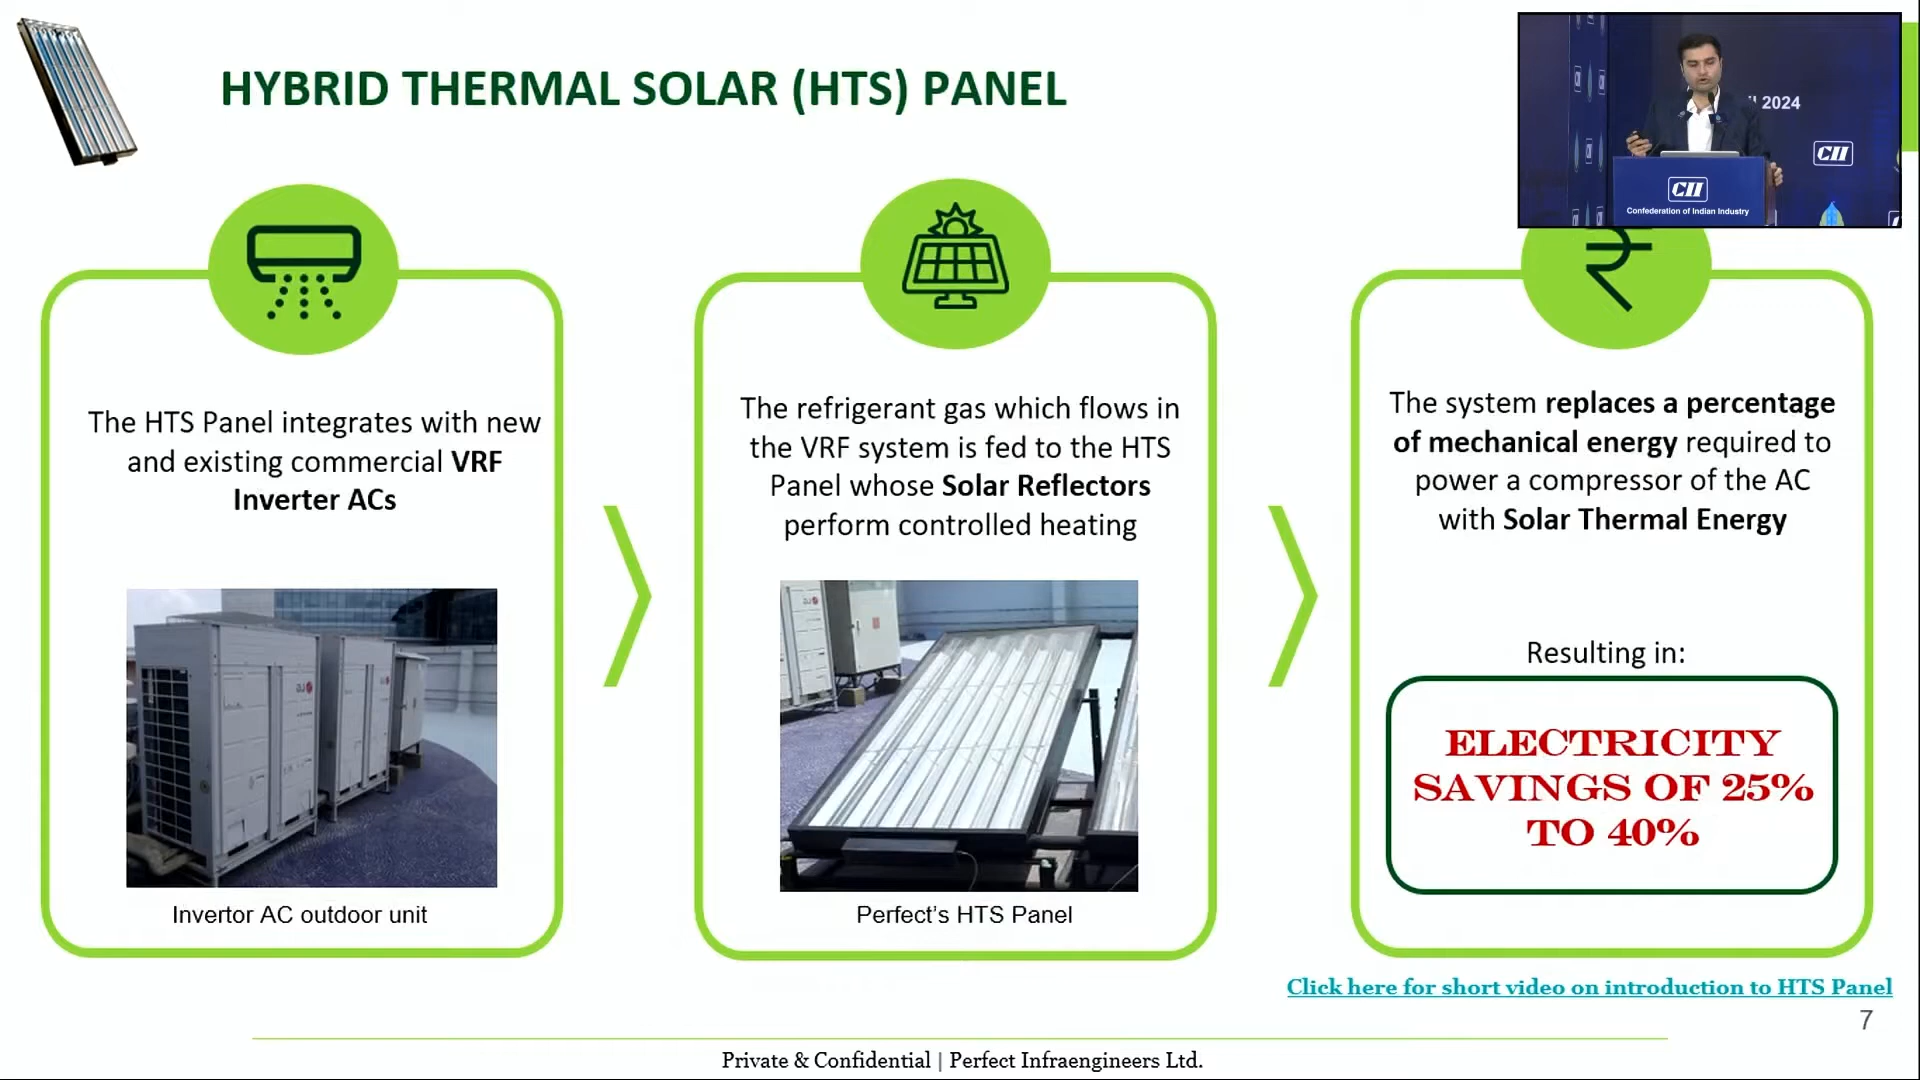 HYBRID THERMAL SOLAR (HTS) PANEL
2024
CII
CII
Confederation of Indian Industry
₹
The HTS Panel integrates with new
and existing commercial VRF
Inverter ACs
Invertor AC outdoor unit
The refrigerant gas which flows in
the VRF system is fed to the HTS
Panel whose Solar Reflectors
perform controlled heating
LG
Perfect’s HTS Panel
The system replaces a percentage
of mechanical energy required to
power a compressor of the AC
with Solar Thermal Energy
Resulting in:
ELECTRICITY
SAVINGS OF 25%
TO 40%
Click here for short video on introduction to HTS Panel
7
Private & Confidential | Perfect Infraengineers Ltd.